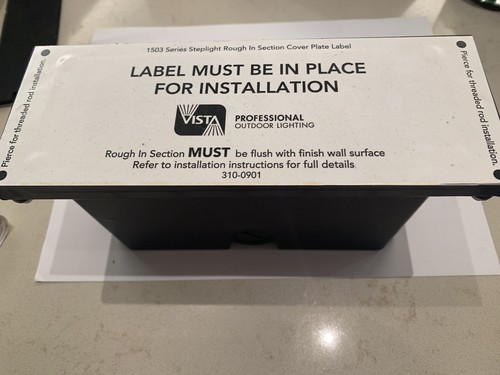 1503 Series Steplight Rough In Section Cover Plate Label
LABEL MUST BE IN PLACE
FOR INSTALLATION
VISTA
PROFESSIONAL
OUTDOOR LIGHTING
Rough In Section MUST be flush with finish wall surface
Refer to installation instructions for full details
310-0901
Pierce for threaded rod installation.
Pierce for threaded rod installation.